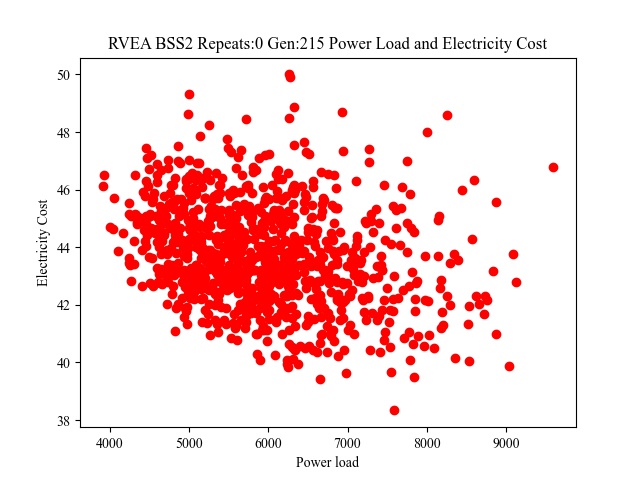 RVEA BSS2 Repeats:0 Gen:215 Power Load and Electricity Cost
50
48
46
44
42
40
38
Electricity Cost
4000 5000 6000 7000 8000 9000
Power load